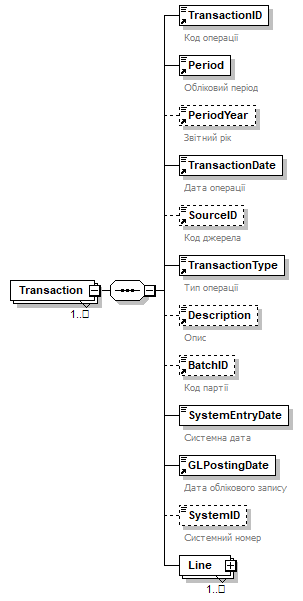 TransactionID
Код операції
Period
Обліковий період
PeriodYear
Звітний рік
TransactionDate
Дата операції
SourceID
Код джерела
TransactionType
Тип операції
Transaction
1..□
Description
Опис
BatchID
Код партії
SystemEntryDate
Системна дата
GLPostingDate
Дата облікового запису
SystemID
Системний номер
Line
1..□